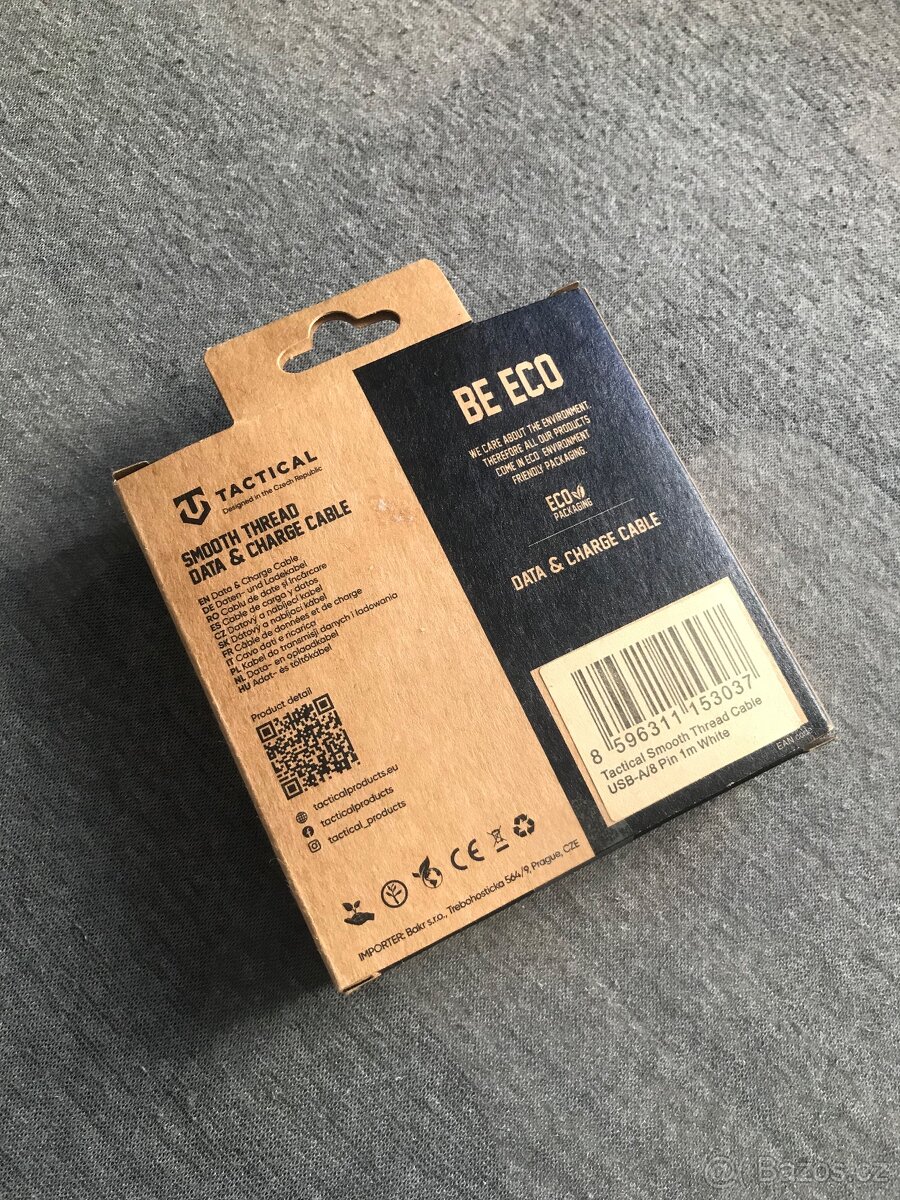 TACTICAL
Designed in the Czech Republic
SMOOTH THREAD
DATA & CHARGE CABLE
EN Data & Charge Cable
DE Daten- und Ladekabel
RO Cablu de date și încărcare
ES Cable de carga y datos
CZ Datový a nabíjecí kabel
SK Dátový a nabíjací kábel
FR Câble de données et de charge
IT Cavo dati e ricarica
PL Kabel do transmisji danych i ładowania
NL Data- en oplaadkabel
HU Adat- és töltőkábel
Product detail
tacticalproducts.eu
tacticalproducts
tactical_products
CE
IMPORTER: Bakr s.r.o., Trebohosticka 564/9, Prague, CZE
BE ECO
WE CARE ABOUT THE ENVIRONMENT.
THEREFORE ALL OUR PRODUCTS
COME IN ECO ENVIRONMENT
FRIENDLY PACKAGING.
ECO
PACKAGING
DATA & CHARGE CABLE
8 596311 153037
Tactical Smooth Thread Cable
USB-A/8 Pin 1m White
EAN code
@ Bazos.cz